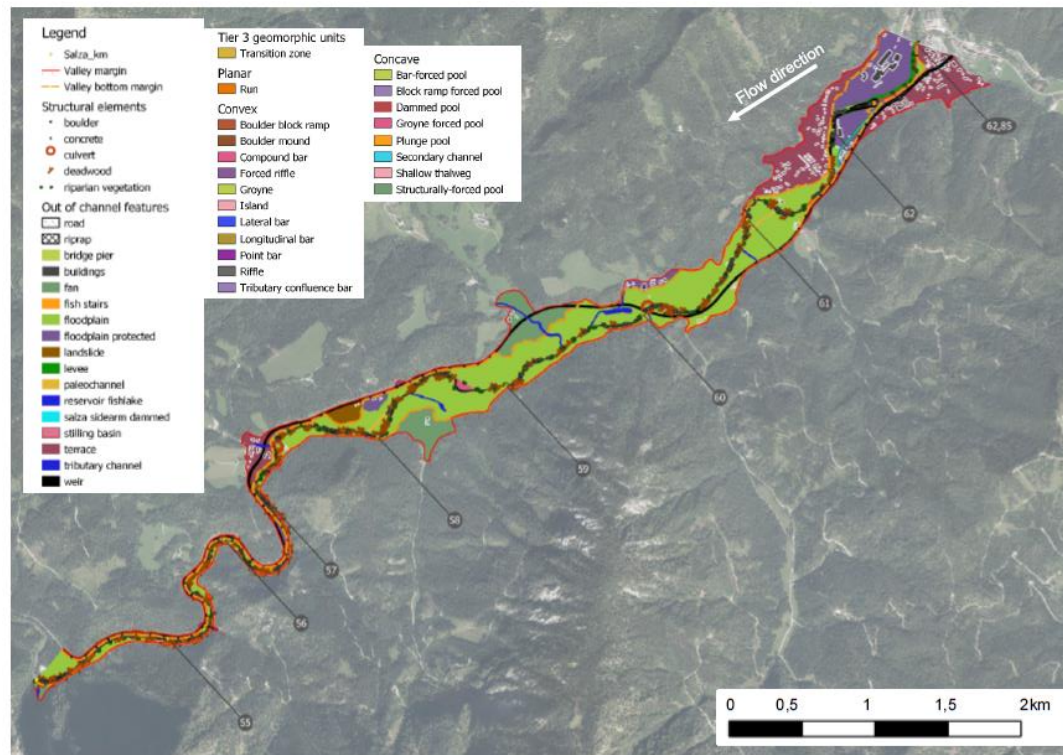 Legend
Salza_km
Valley margin
Valley bottom margin
Structural elements
boulder
concrete
culvert
deadwood
riparian vegetation
Out of channel features
road
riprap
bridge pier
buildings
fan
fish stairs
floodplain
floodplain protected
landslide
levee
paleochannel
reservoir fishlake
salza sidearm dammed
stilling basin
terrace
tributary channel
weir
Tier 3 geomorphic units
Transition zone
Planar
Run
Convex
Boulder block ramp
Boulder mound
Compound bar
Forced riffle
Groyne
Island
Lateral bar
Longitudinal bar
Point bar
Riffle
Tributary confluence bar
Concave
Bar-forced pool
Block ramp forced pool
Dammed pool
Groyne forced pool
Plunge pool
Secondary channel
Shallow thalweg
Structurally-forced pool
Flow direction
62,85
62
61
60
59
58
57
56
55
0 0,5 1 1,5 2km